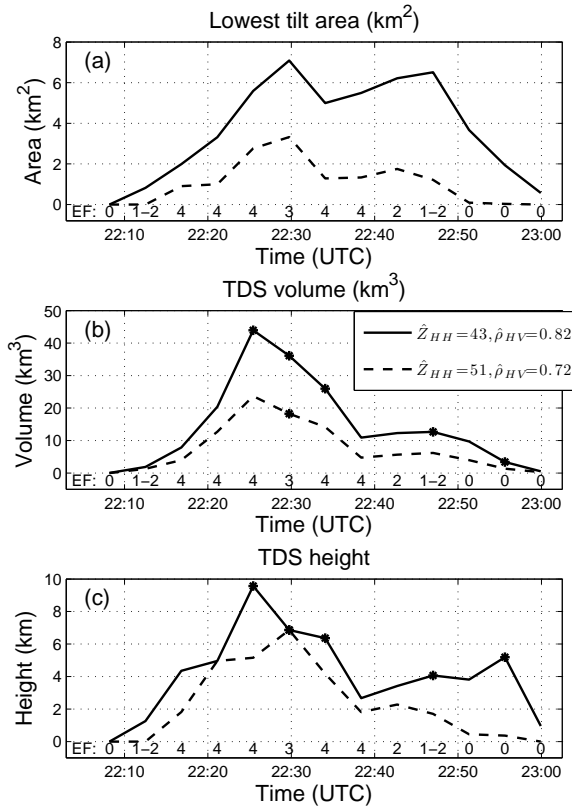 Lowest tilt area (km²)
(a)
Area (km²)
8
6
4
2
0
EF: 0 1−2 4 4 4 3 4 4 2 1−2 0 0 0
22:10 22:20 22:30 22:40 22:50 23:00
Time (UTC)
TDS volume (km³)
(b)
Volume (km³)
50
40
30
20
10
0
Ẑ_HH=43,ρ̂_HV=0.82
Ẑ_HH=51,ρ̂_HV=0.72
EF: 0 1−2 4 4 4 3 4 4 2 1−2 0 0 0
22:10 22:20 22:30 22:40 22:50 23:00
Time (UTC)
TDS height
(c)
Height (km)
10
8
6
4
2
0
EF: 0 1−2 4 4 4 3 4 4 2 1−2 0 0 0
22:10 22:20 22:30 22:40 22:50 23:00
Time (UTC)